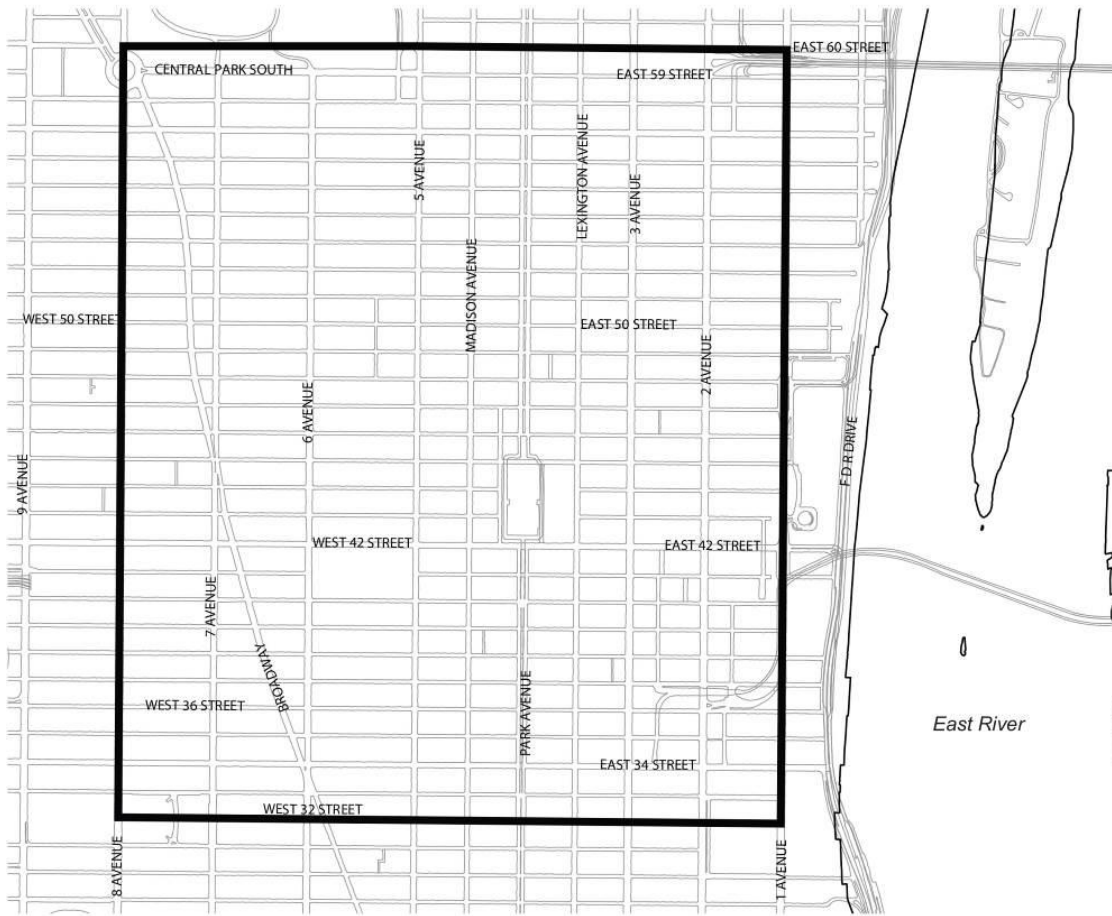 EAST 60 STREET
CENTRAL PARK SOUTH
EAST 59 STREET
5 AVENUE
LEXINGTON AVENUE
3 AVENUE
MADISON AVENUE
WEST 50 STREET
EAST 50 STREET
2 AVENUE
6 AVENUE
F D R DRIVE
9 AVENUE
WEST 42 STREET
EAST 42 STREET
7 AVENUE
BROADWAY
WEST 36 STREET
PARK AVENUE
East River
EAST 34 STREET
WEST 32 STREET
8 AVENUE
1 AVENUE